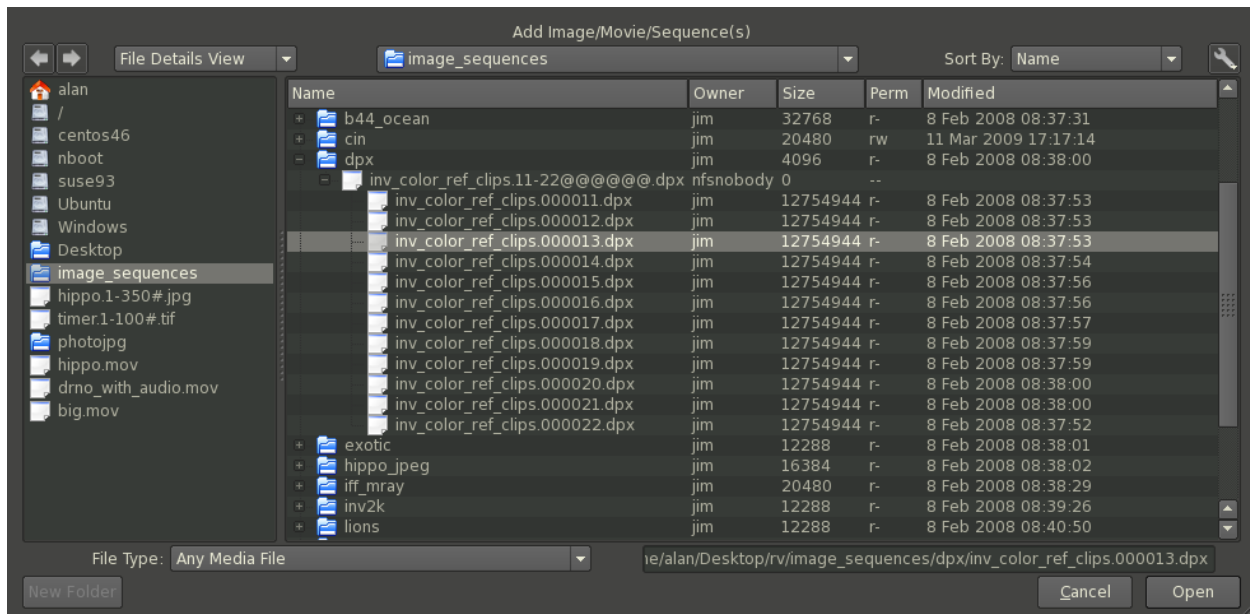 Add Image/Movie/Sequence(s)
File Details View image_sequences Sort By: Name
alan
/
centos46
nboot
suse93
Ubuntu
Windows
Desktop
image_sequences
hippo.1-350#.jpg
timer.1-100#.tif
photojpg
hippo.mov
drno_with_audio.mov
big.mov
Name Owner Size Perm Modified
b44_ocean jim 32768 r- 8 Feb 2008 08:37:31
cin jim 20480 rw 11 Mar 2009 17:17:14
dpx jim 4096 r- 8 Feb 2008 08:38:00
inv_color_ref_clips.11-22@@@@@@.dpx nfsnobody 0 --
inv_color_ref_clips.000011.dpx jim 12754944 r- 8 Feb 2008 08:37:53
inv_color_ref_clips.000012.dpx jim 12754944 r- 8 Feb 2008 08:37:53
inv_color_ref_clips.000013.dpx jim 12754944 r- 8 Feb 2008 08:37:53
inv_color_ref_clips.000014.dpx jim 12754944 r- 8 Feb 2008 08:37:54
inv_color_ref_clips.000015.dpx jim 12754944 r- 8 Feb 2008 08:37:56
inv_color_ref_clips.000016.dpx jim 12754944 r- 8 Feb 2008 08:37:56
inv_color_ref_clips.000017.dpx jim 12754944 r- 8 Feb 2008 08:37:57
inv_color_ref_clips.000018.dpx jim 12754944 r- 8 Feb 2008 08:37:59
inv_color_ref_clips.000019.dpx jim 12754944 r- 8 Feb 2008 08:37:59
inv_color_ref_clips.000020.dpx jim 12754944 r- 8 Feb 2008 08:38:00
inv_color_ref_clips.000021.dpx jim 12754944 r- 8 Feb 2008 08:38:00
inv_color_ref_clips.000022.dpx jim 12754944 r- 8 Feb 2008 08:37:52
exotic jim 12288 r- 8 Feb 2008 08:38:01
hippo_jpeg jim 16384 r- 8 Feb 2008 08:38:02
iff_mray jim 20480 r- 8 Feb 2008 08:38:29
inv2k jim 12288 r- 8 Feb 2008 08:39:26
lions jim 12288 r- 8 Feb 2008 08:40:50
File Type: Any Media File ne/alan/Desktop/rv/image_sequences/dpx/inv_color_ref_clips.000013.dpx
New Folder Cancel Open